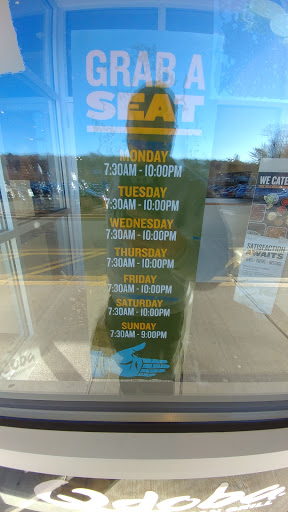 GRAB A
SEAT
MONDAY
7:30AM - 10:00PM
TUESDAY
7:30AM - 10:00PM
WEDNESDAY
7:30AM - 10:00PM
THURSDAY
7:30AM - 10:00PM
FRIDAY
7:30AM - 10:00PM
SATURDAY
7:30AM - 10:00PM
SUNDAY
7:30AM - 9:00PM
WE CATE
SATISFACTION
AWAITS
Qdoba